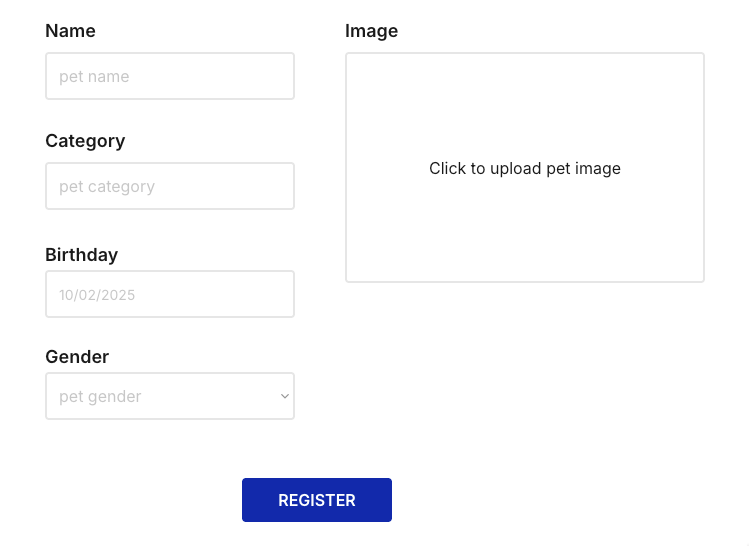 Name
pet name
Category
pet category
Birthday
10/02/2025
Gender
pet gender
Image
Click to upload pet image
REGISTER